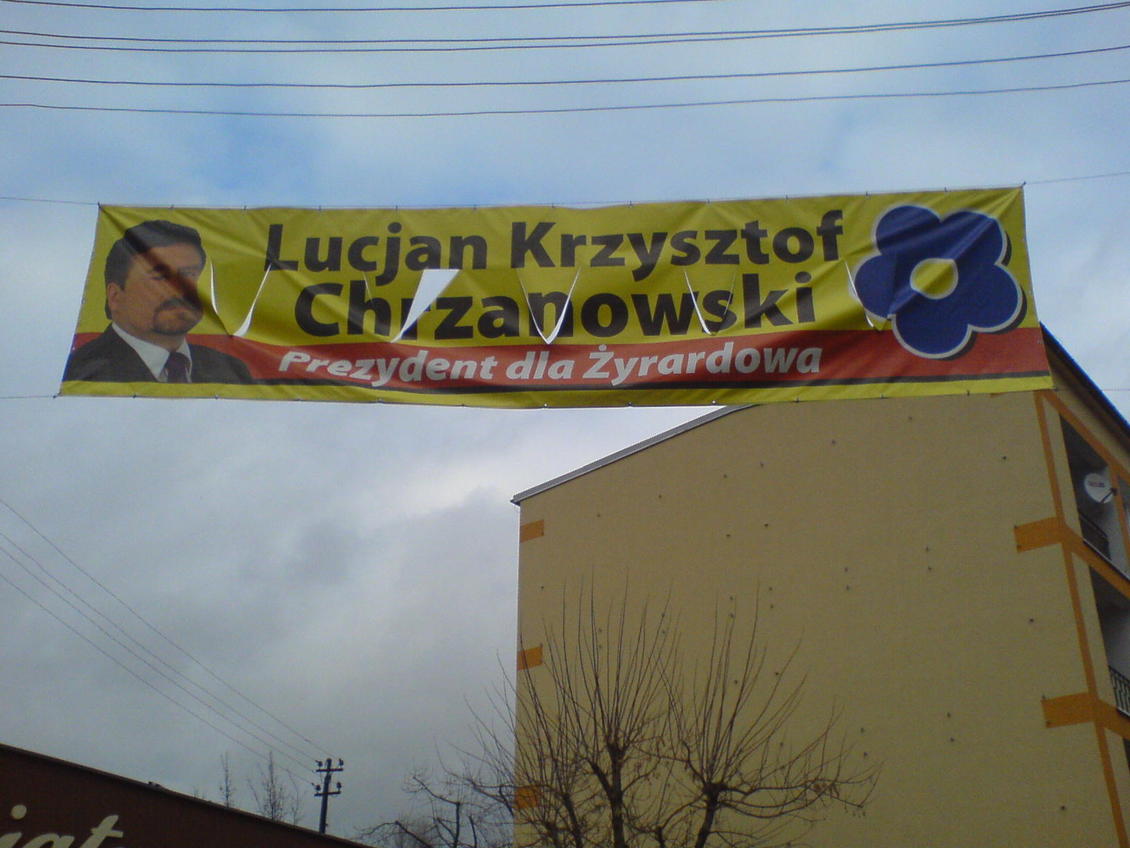 Lucjan Krzysztof
Chrzanowski
Prezydent dla Żyrardowa